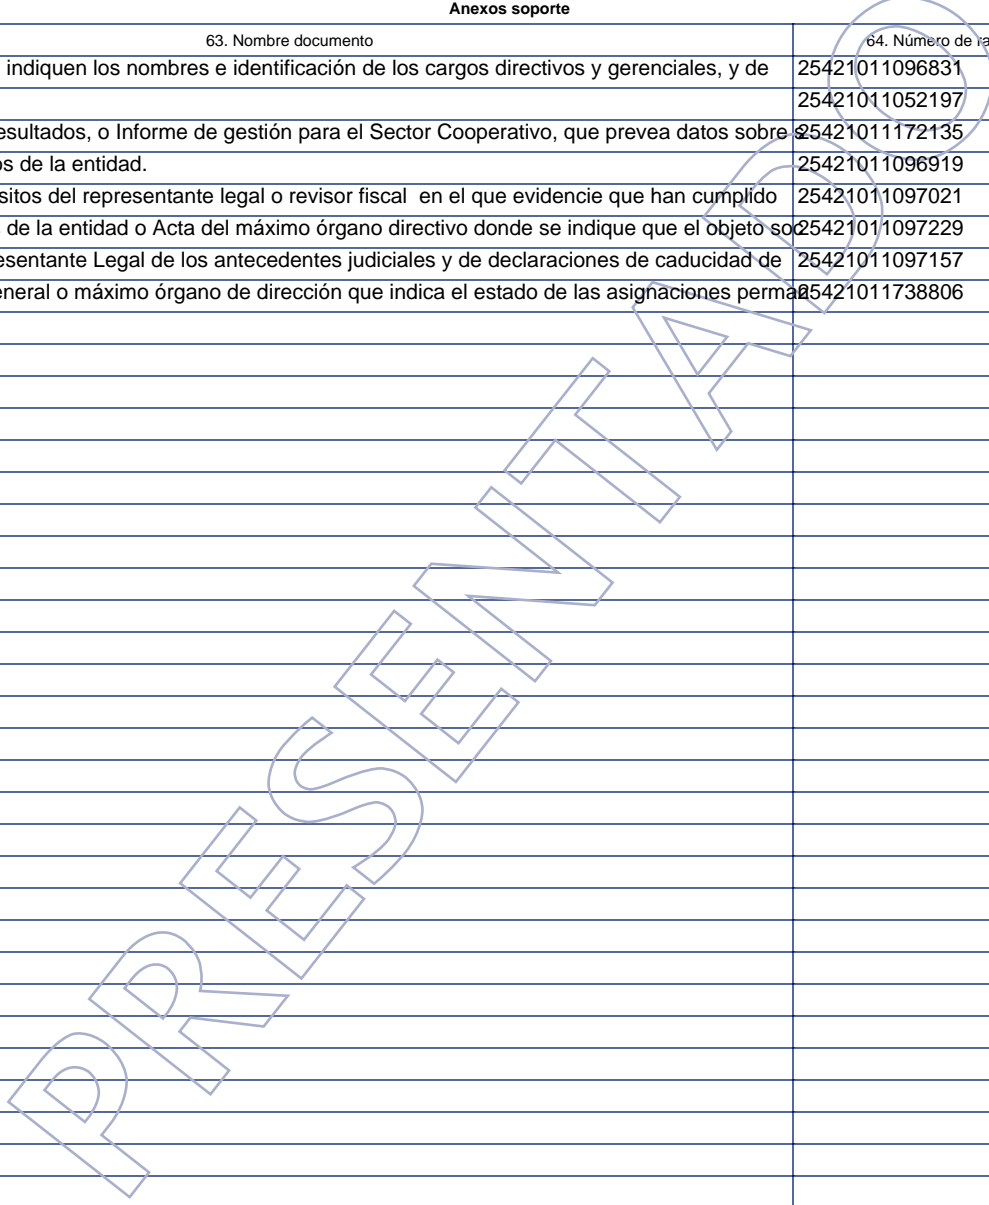 Anexos soporte
63. Nombre documento 64. Número de ra
indiquen los nombres e identificación de los cargos directivos y gerenciales, y de 25421011096831
25421011052197
esultados, o Informe de gestión para el Sector Cooperativo, que prevea datos sobre s 25421011172135
os de la entidad. 25421011096919
sitos del representante legal o revisor fiscal en el que evidencie que han cumplido 25421011097021
de la entidad o Acta del máximo órgano directivo donde se indique que el objeto soc 25421011097229
esentante Legal de los antecedentes judiciales y de declaraciones de caducidad de 25421011097157
eneral o máximo órgano de dirección que indica el estado de las asignaciones perman 25421011738806
PRESENTADO